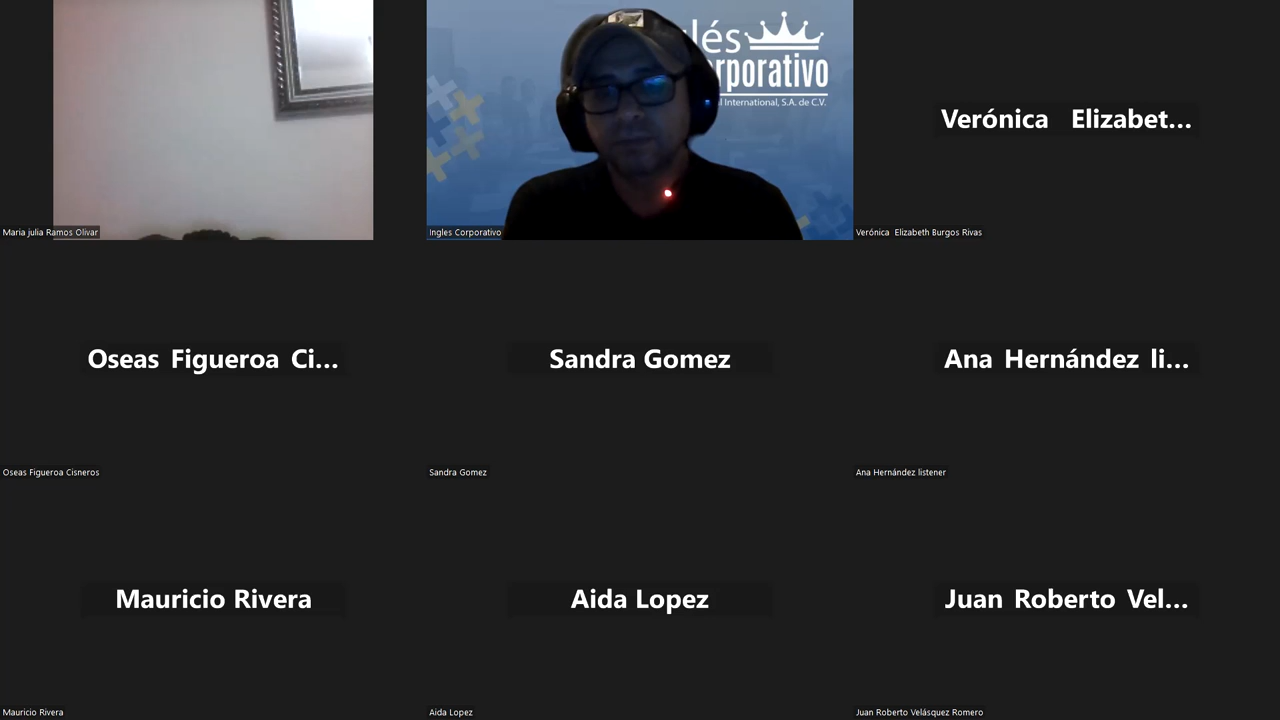 lés
rporativo
l International, S.A. de C.V.
Verónica Elizabet...
Maria julia Ramos Olivar
Ingles Corporativo
Verónica Elizabeth Burgos Rivas
Oseas Figueroa Ci...
Sandra Gomez
Ana Hernández li...
Oseas Figueroa Cisneros
Sandra Gomez
Ana Hernández listener
Mauricio Rivera
Aida Lopez
Juan Roberto Vel...
Mauricio Rivera
Aida Lopez
Juan Roberto Velásquez Romero